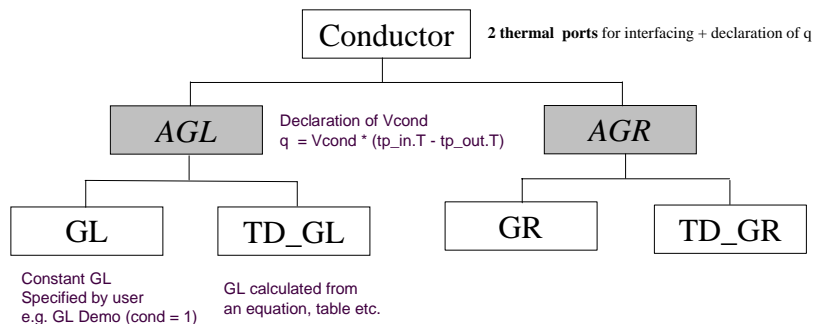 Conductor
2 thermal ports for interfacing + declaration of q
AGL
Declaration of Vcond
q = Vcond * (tp_in.T - tp_out.T)
AGR
GL
TD_GL
GR
TD_GR
Constant GL
Specified by user
e.g. GL Demo (cond = 1)
GL calculated from
an equation, table etc.